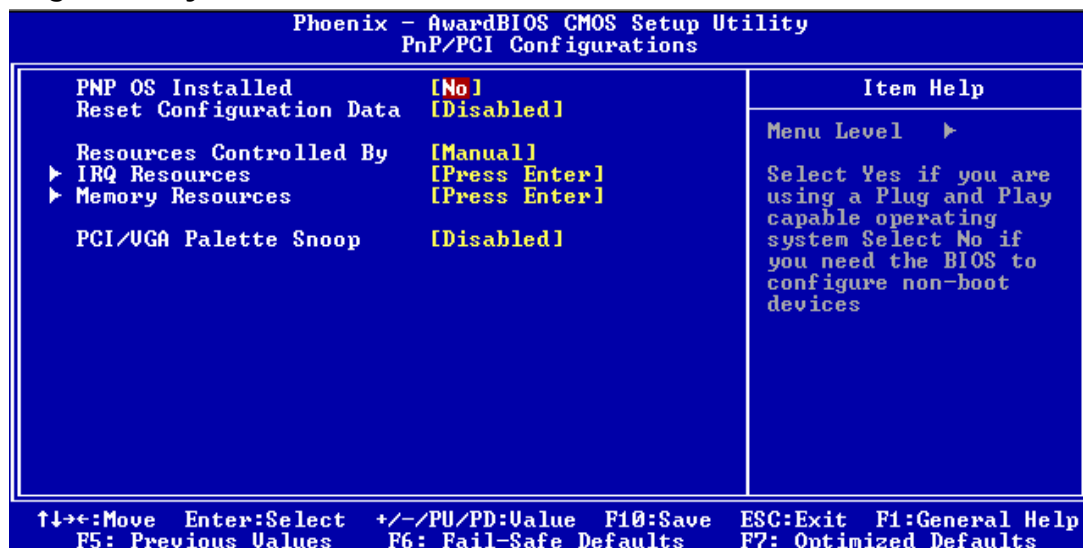 Phoenix - AwardBIOS CMOS Setup Utility
PnP/PCI Configurations
PNP OS Installed [No]
Reset Configuration Data [Disabled]
Resources Controlled By [Manual]
► IRQ Resources [Press Enter]
► Memory Resources [Press Enter]
PCI/VGA Palette Snoop [Disabled]
Item Help
Menu Level ►
Select Yes if you are
using a Plug and Play
capable operating
system Select No if
you need the BIOS to
configure non-boot
devices
↑↓→←:Move Enter:Select +/-/PU/PD:Value F10:Save ESC:Exit F1:General Help
F5: Previous Values F6: Fail-Safe Defaults F7: Optimized Defaults